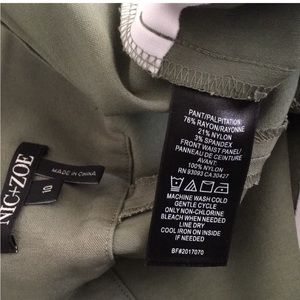 NIC+ZOE
MADE IN CHINA
10
PANT/PALPITATION:
76% RAYON/RAYONNE
21% NYLON
3% SPANDEX
FRONT WAIST PANEL/
PANNEAU DE CEINTURE
AVANT:
100% NYLON
RN 93093 CA 30427
MACHINE WASH COLD
GENTLE CYCLE
ONLY NON-CHLORINE
BLEACH WHEN NEEDED
LINE DRY
COOL IRON ON INSIDE
IF NEEDED
BF#2017070